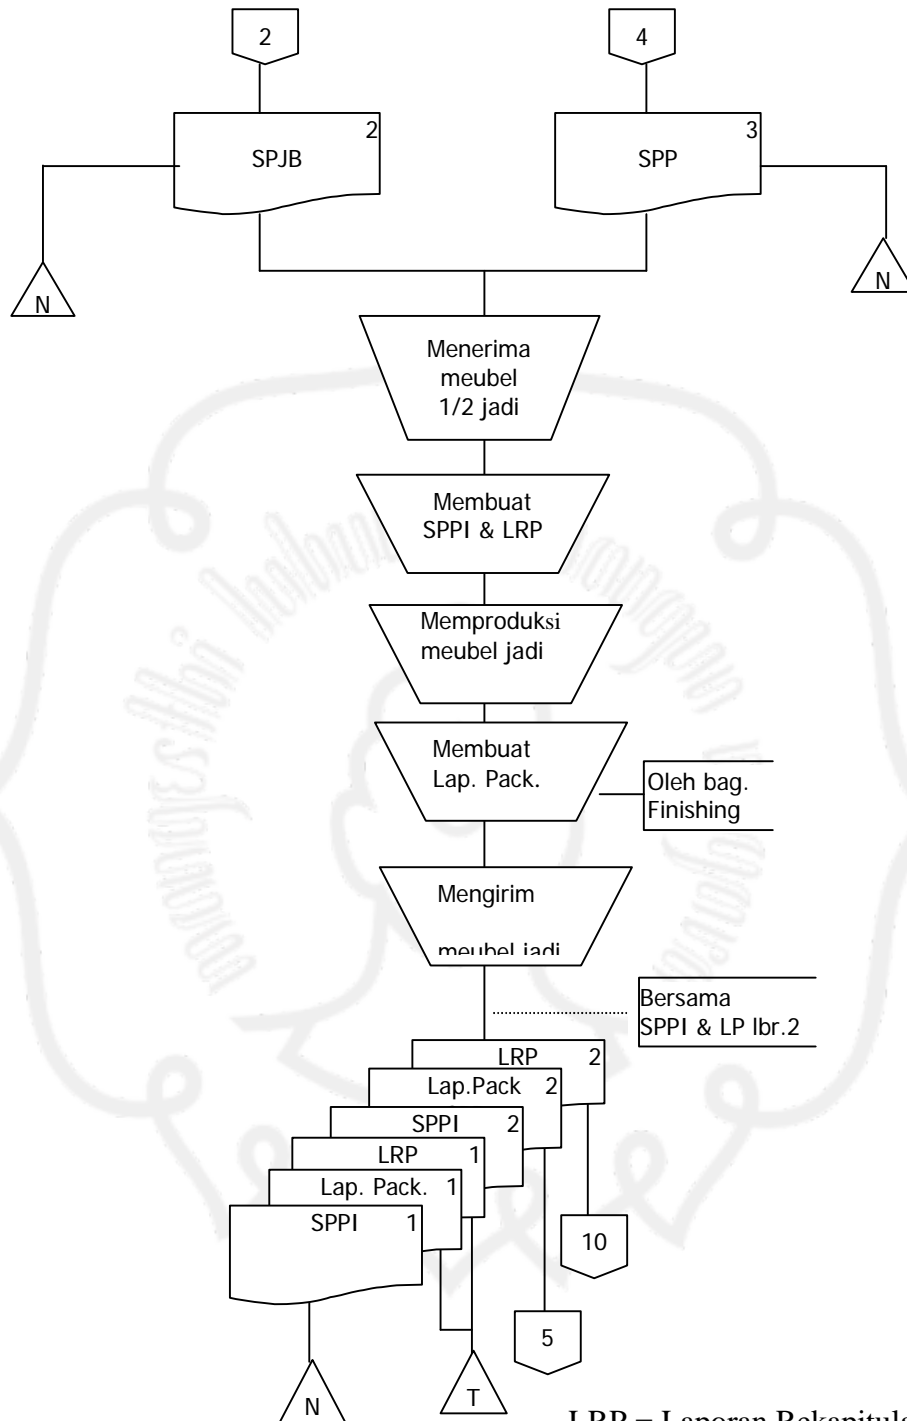 2
4
2
SPJB
3
SPP
N
N
Menerima
meubel
1/2 jadi
Membuat
SPPI & LRP
Memproduksi
meubel jadi
Membuat
Lap. Pack.
Oleh bag.
Finishing
Mengirim
meubel jadi
Bersama
SPPI & LP lbr.2
LRP 2
Lap.Pack 2
SPPI 2
LRP 1
Lap. Pack. 1
SPPI 1
10
5
N
T